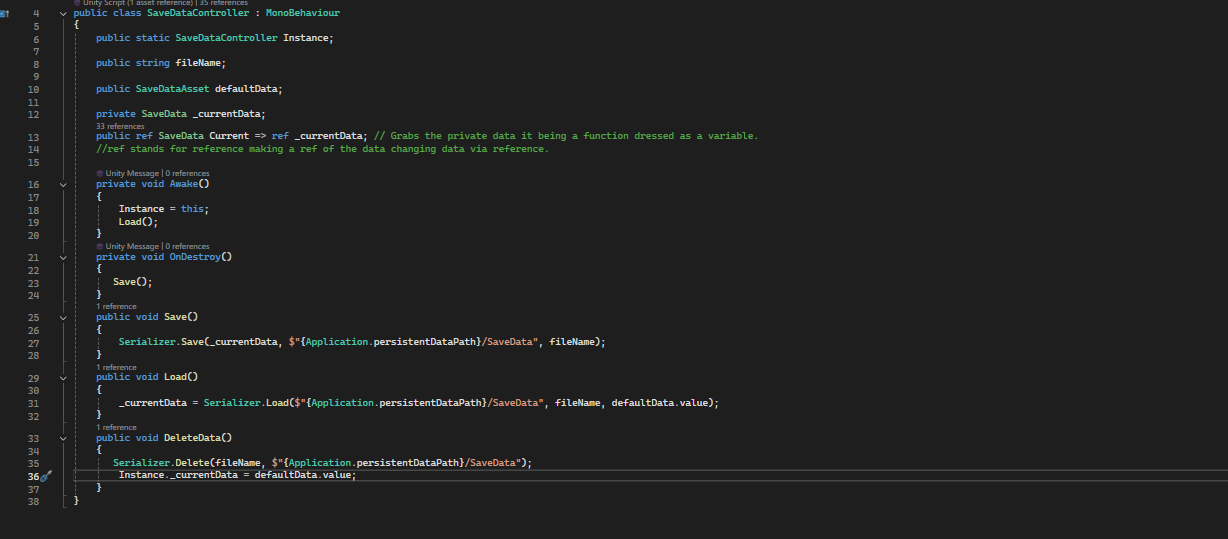 Unity Script (1 asset reference) | 35 references
4 public class SaveDataController : MonoBehaviour
5 {
6 public static SaveDataController Instance;
7
8 public string fileName;
9
10 public SaveDataAsset defaultData;
11
12 private SaveData _currentData;
33 references
13 public ref SaveData Current => ref _currentData; // Grabs the private data it being a function dressed as a variable.
14 //ref stands for reference making a ref of the data changing data via reference.
15
Unity Message | 0 references
16 private void Awake()
17 {
18 Instance = this;
19 Load();
20 }
Unity Message | 0 references
21 private void OnDestroy()
22 {
23 Save();
24 }
1 reference
25 public void Save()
26 {
27 Serializer.Save(_currentData, $"{Application.persistentDataPath}/SaveData", fileName);
28 }
1 reference
29 public void Load()
30 {
31 _currentData = Serializer.Load($"{Application.persistentDataPath}/SaveData", fileName, defaultData.value);
32 }
1 reference
33 public void DeleteData()
34 {
35 Serializer.Delete(fileName, $"{Application.persistentDataPath}/SaveData");
36 Instance._currentData = defaultData.value;
37 }
38 }